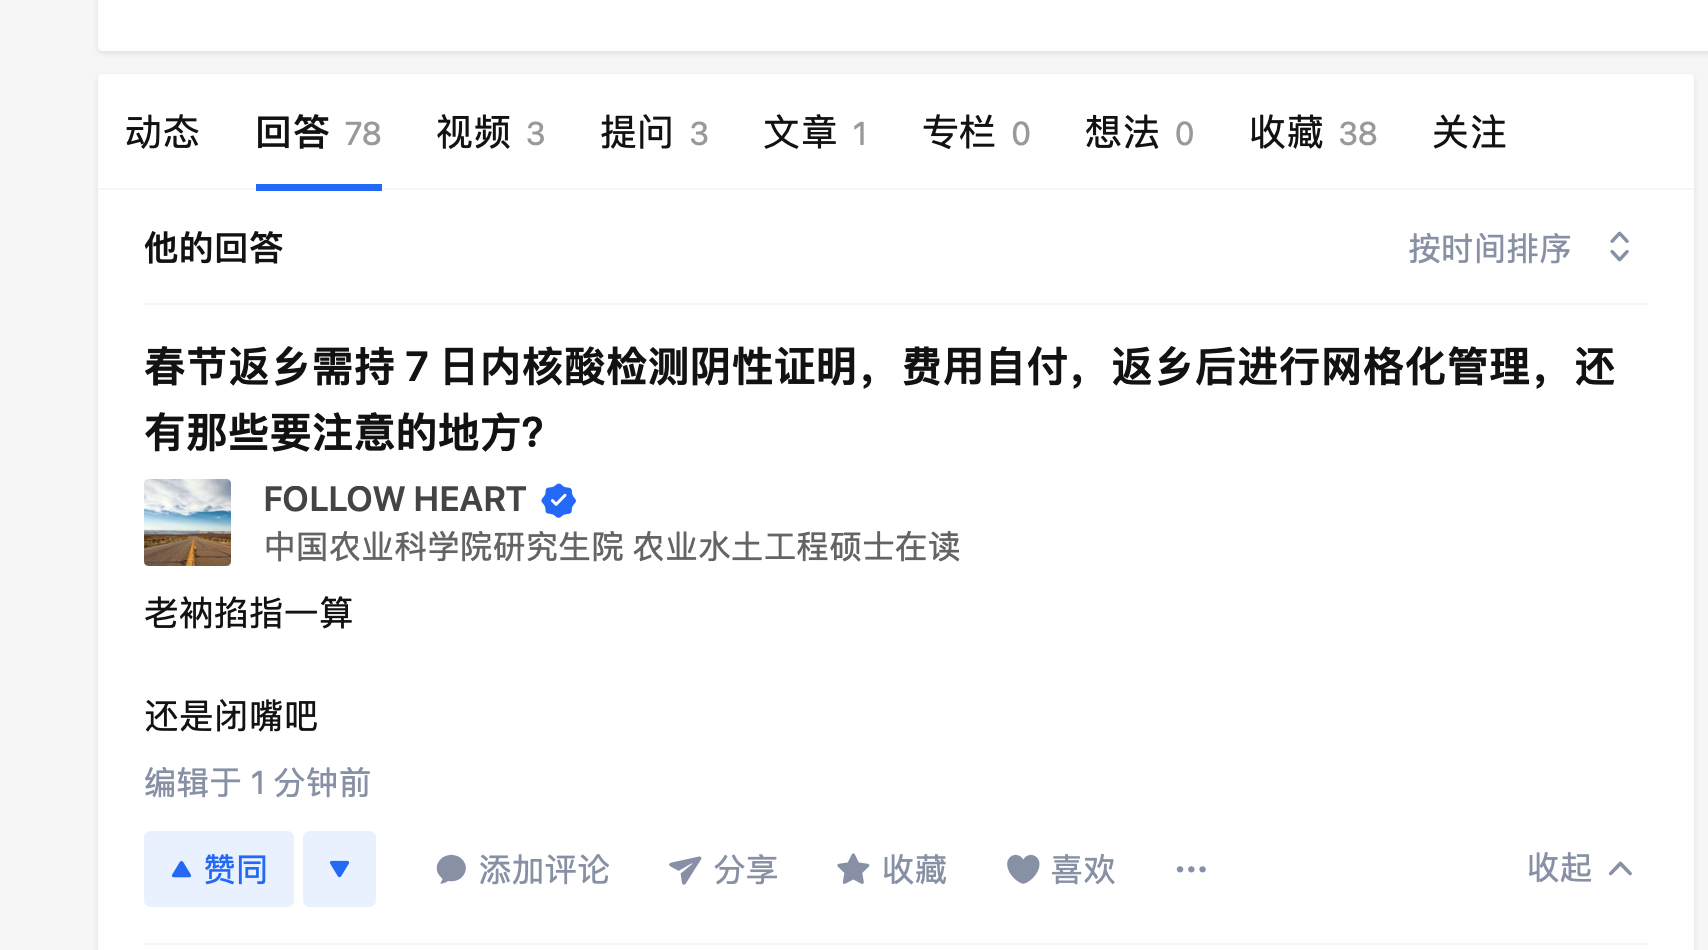 动态 回答 78 视频 3 提问 3 文章 1 专栏 0 想法 0 收藏 38 关注
他的回答 按时间排序
春节返乡需持 7 日内核酸检测阴性证明，费用自付，返乡后进行网格化管理，还
有那些要注意的地方?
FOLLOW HEART
中国农业科学院研究生院 农业水土工程硕士在读
老衲掐指一算
还是闭嘴吧
编辑于 1 分钟前
赞同 添加评论 分享 收藏 喜欢 ··· 收起